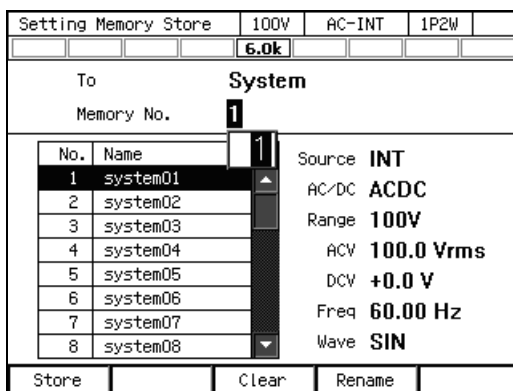 Setting Memory Store 100V AC-INT 1P2W
6.0k
To System
Memory No. 1
1
No. Name
1 system01
2 system02
3 system03
4 system04
5 system05
6 system06
7 system07
8 system08
Source INT
AC/DC ACDC
Range 100V
ACV 100.0 Vrms
DCV +0.0 V
Freq 60.00 Hz
Wave SIN
Store Clear Rename